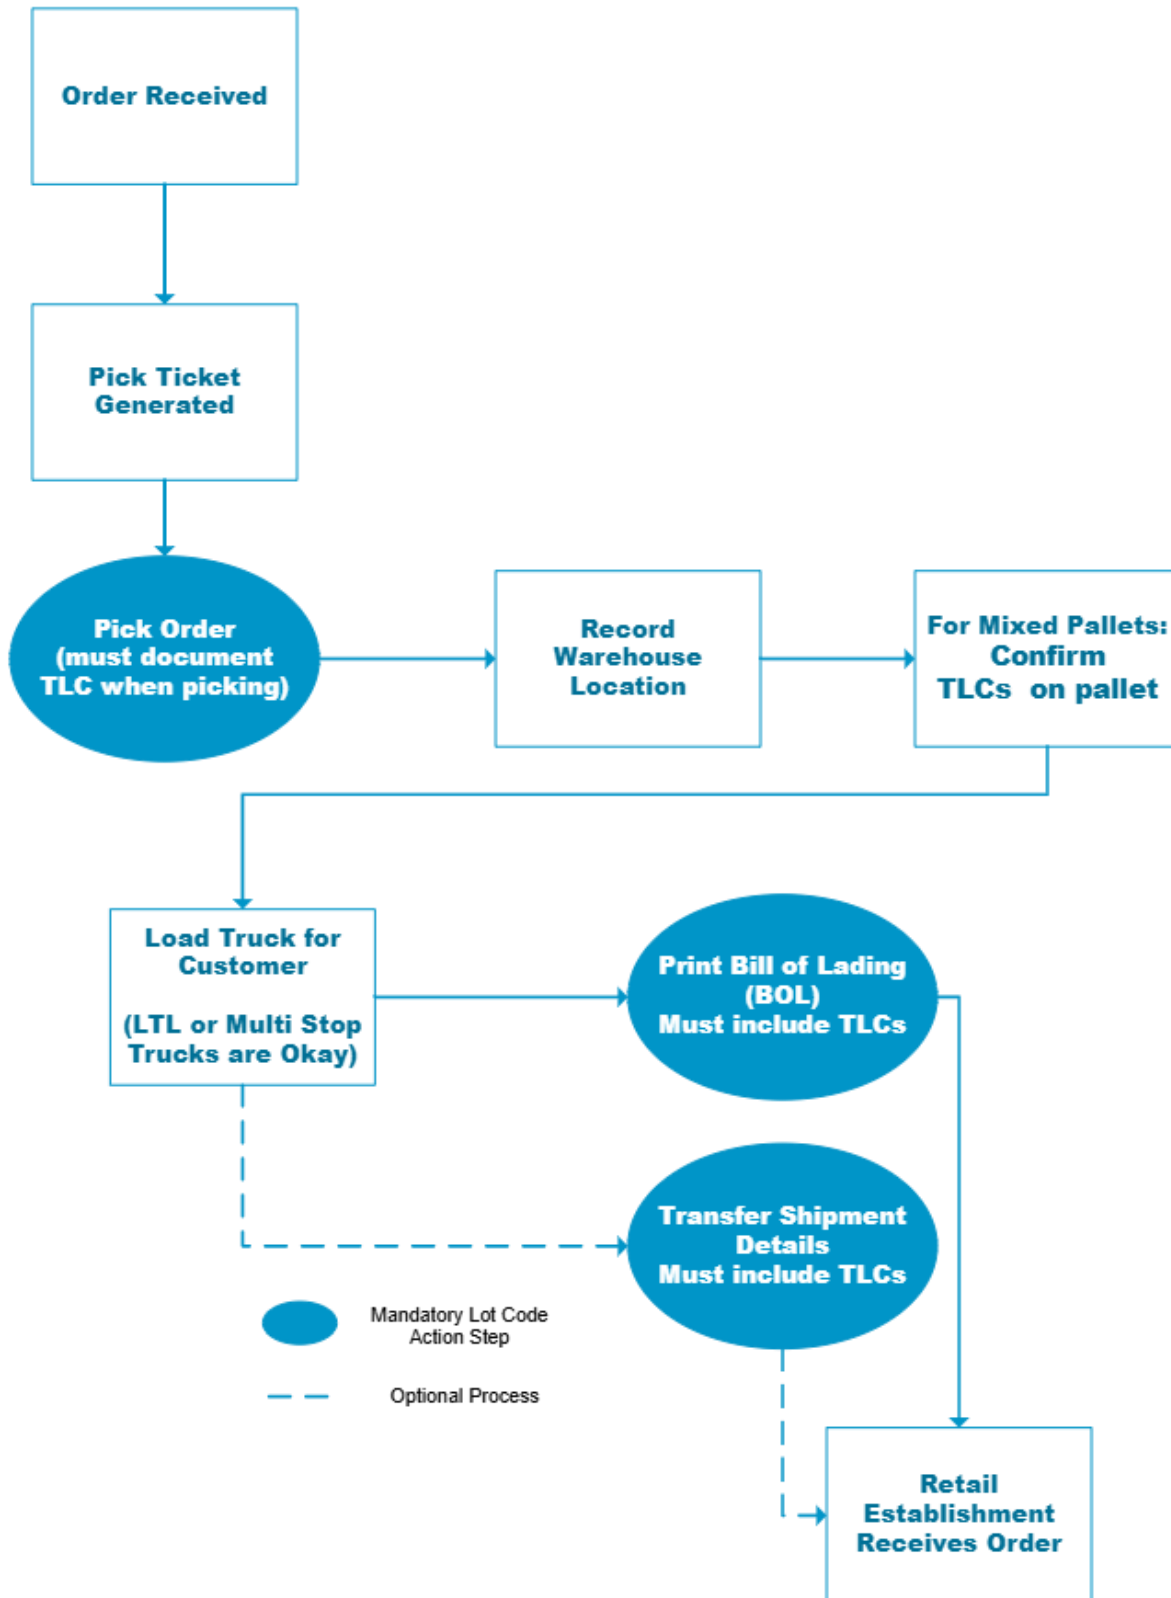 Order Received
Pick Ticket
Generated
Pick Order
(must document
TLC when picking)
Record
Warehouse
Location
For Mixed Pallets:
Confirm
TLCs on pallet
Load Truck for
Customer
(LTL or Multi Stop
Trucks are Okay)
Print Bill of Lading
(BOL)
Must include TLCs
Transfer Shipment
Details
Must include TLCs
Mandatory Lot Code
Action Step
Optional Process
Retail
Establishment
Receives Order